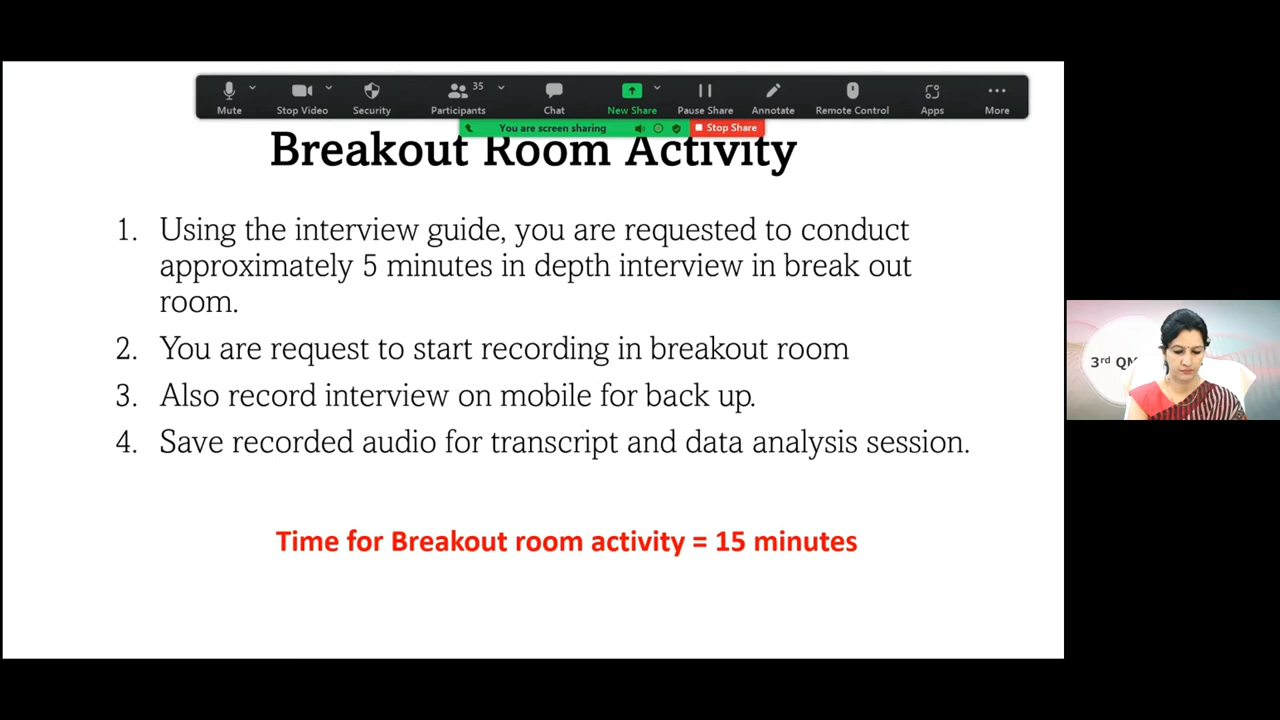 35
Mute
Stop Video
Security
Participants
Chat
New Share
Pause Share
Annotate
Remote Control
Apps
More
You are screen sharing
Stop Share
Breakout Room Activity
1. Using the interview guide, you are requested to conduct
approximately 5 minutes in depth interview in break out
room.
2. You are request to start recording in breakout room
3. Also record interview on mobile for back up.
4. Save recorded audio for transcript and data analysis session.
Time for Breakout room activity = 15 minutes
3rd